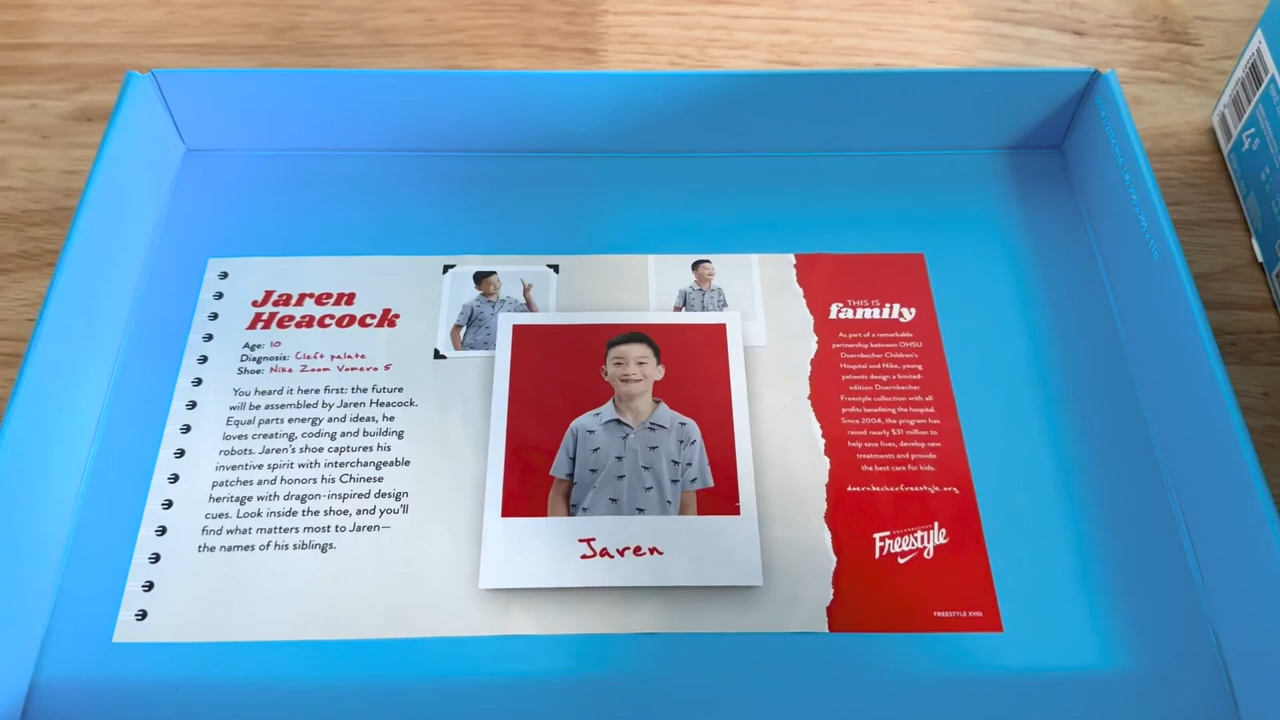 Jaren
Heacock
Age: 10
Diagnosis: Cleft palate
Shoe: Nike Zoom Vomero 5
You heard it here first: the future
will be assembled by Jaren Heacock.
Equal parts energy and ideas, he
loves creating, coding and building
robots. Jaren's shoe captures his
inventive spirit with interchangeable
patches and honors his Chinese
heritage with dragon-inspired design
cues. Look inside the shoe, and you'll
find what matters most to Jaren—
the names of his siblings.
Jaren
THIS IS
family
As part of a remarkable
partnership between OHSU
Doernbecher Children's
Hospital and Nike, young
patients design a limited-
edition Doernbecher
Freestyle collection with all
profits benefiting the hospital.
Since 2004, the program has
raised nearly $31 million to
help save lives, develop new
treatments and provide
the best care for kids.
doernbecherfreestyle.org
DOERNBECHER
Freestyle
FREESTYLE XVIII
4.5